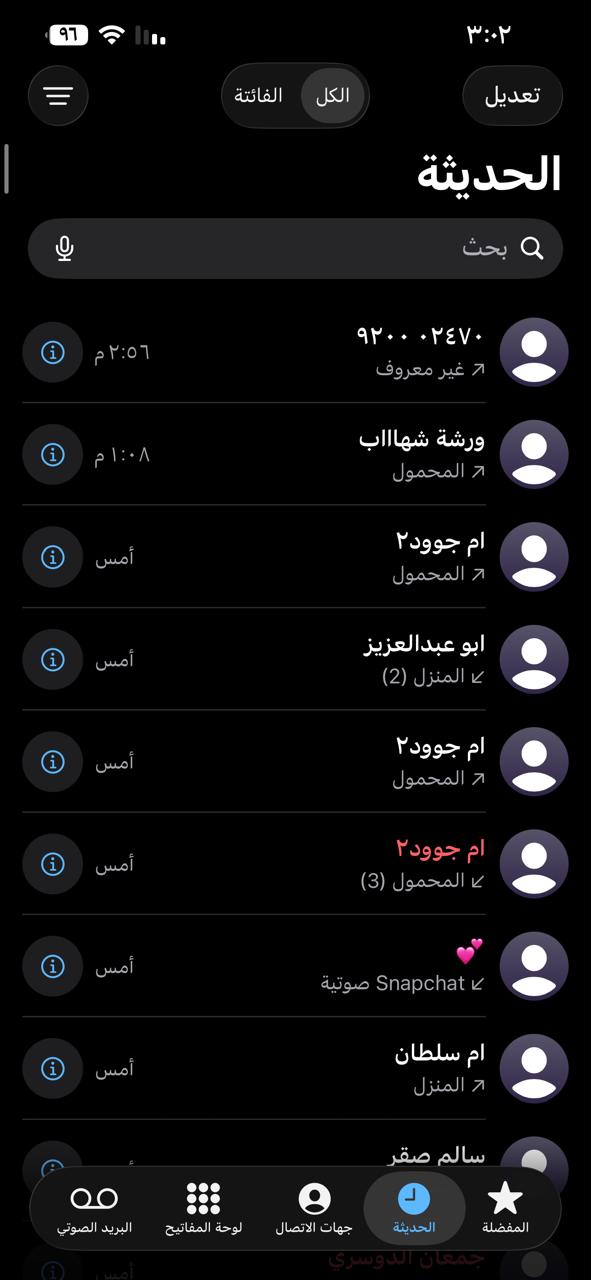 ٣:٠٢
٩٦
تعديل
الكل
الفائتة
الحديثة
بحث
٩٢٠٠ ٠٢٤٧٠
غير معروف
٢:٥٦ م
ورشة شهاااب
المحمول
١:٠٨ م
ام جوود٢
المحمول
أمس
ابو عبدالعزيز
المنزل (2)
أمس
ام جوود٢
المحمول
أمس
ام جوود٢
المحمول (3)
أمس
💕
Snapchat صوتية
أمس
ام سلطان
المنزل
أمس
سالم صقر
المفضلة
الحديثة
جهات الاتصال
لوحة المفاتيح
البريد الصوتي
جمعان الدوسري
أمس